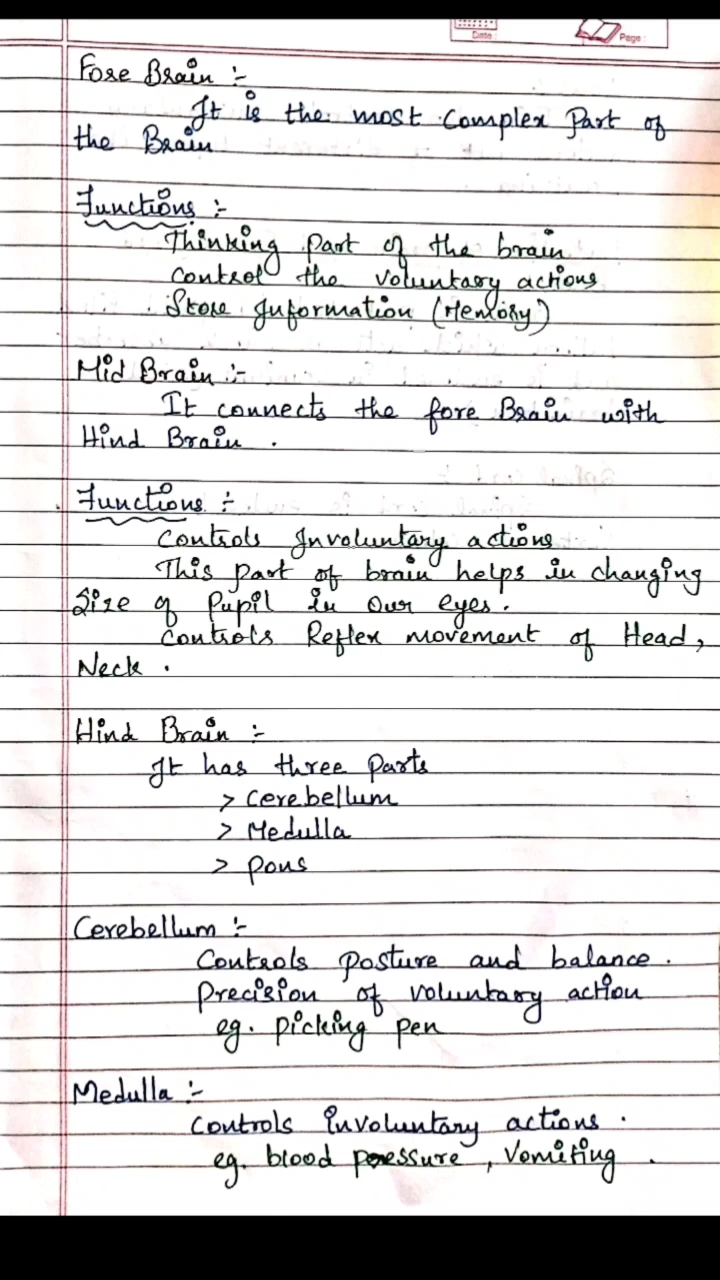 Date :
Page :
Fore Brain :-
It is the most Complex Part of
the Brain
Functions :-
Thinking part of the brain
control the voluntary actions
Store Information (Memory)
Mid Brain :-
It connects the fore Brain with
Hind Brain .
Functions :-
Controls Involuntary actions
This part of brain helps in changing
Size of Pupil in Our eyes.
Controls Reflex movement of Head,
Neck .
Hind Brain :-
It has three Parts
> Cerebellum
> Medulla
> Pons
Cerebellum :-
Controls posture and balance .
Precision of voluntary action
eg. picking pen
Medulla :-
Controls involuntary actions .
eg. blood pressure , Vomiting .